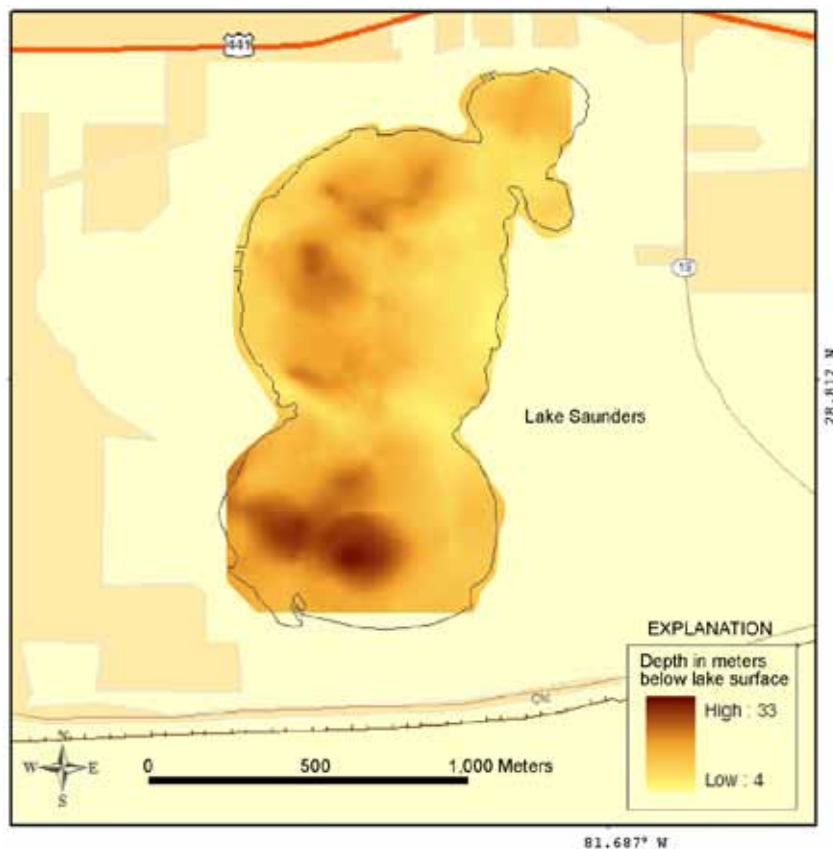 441
Lake Saunders
28.812 W
EXPLANATION
Depth in meters
below lake surface
High : 33
Low : 4
N
W E
S
0 500 1,000 Meters
81.687° W